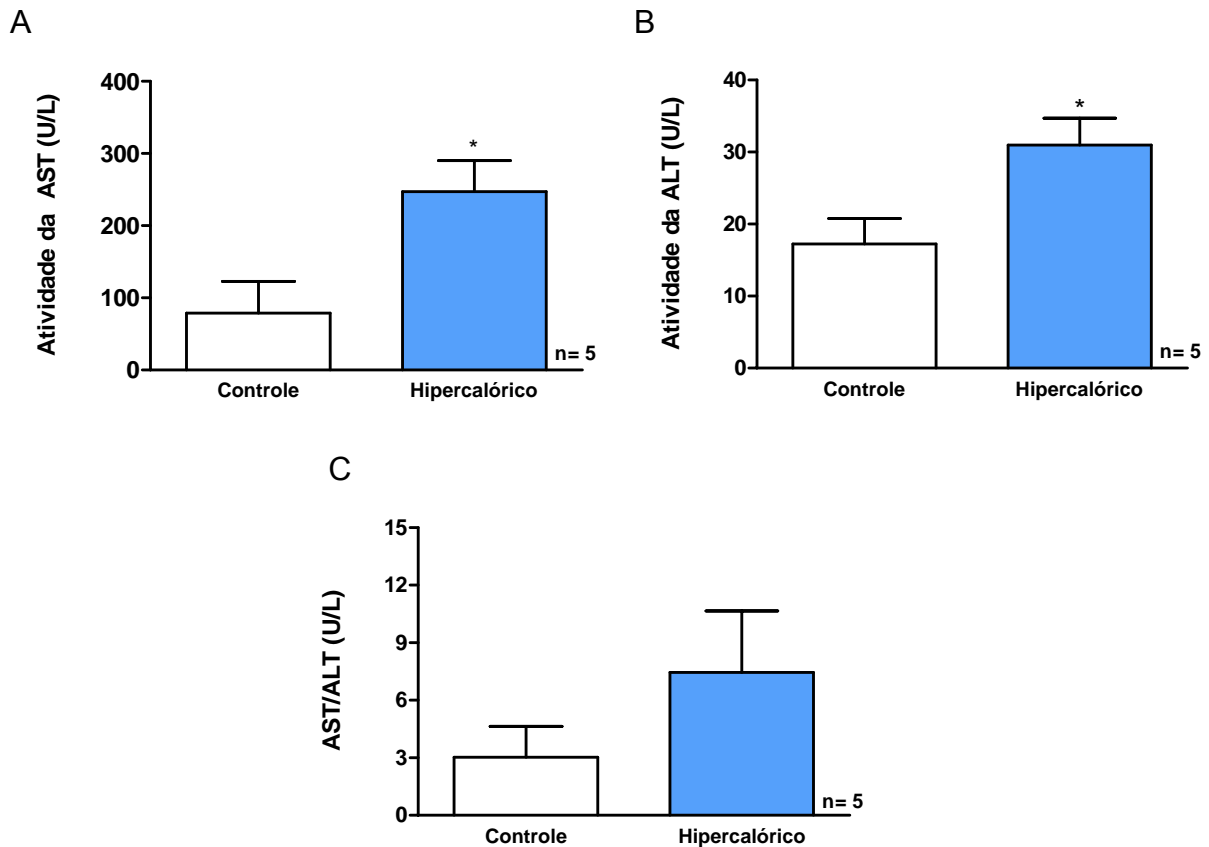 A
Atividade da AST (U/L)
400
300
200
100
0
*
n= 5
Controle
Hipercalórico
B
Atividade da ALT (U/L)
40
30
20
10
0
*
n= 5
Controle
Hipercalórico
C
AST/ALT (U/L)
15
12
9
6
3
0
n= 5
Controle
Hipercalórico